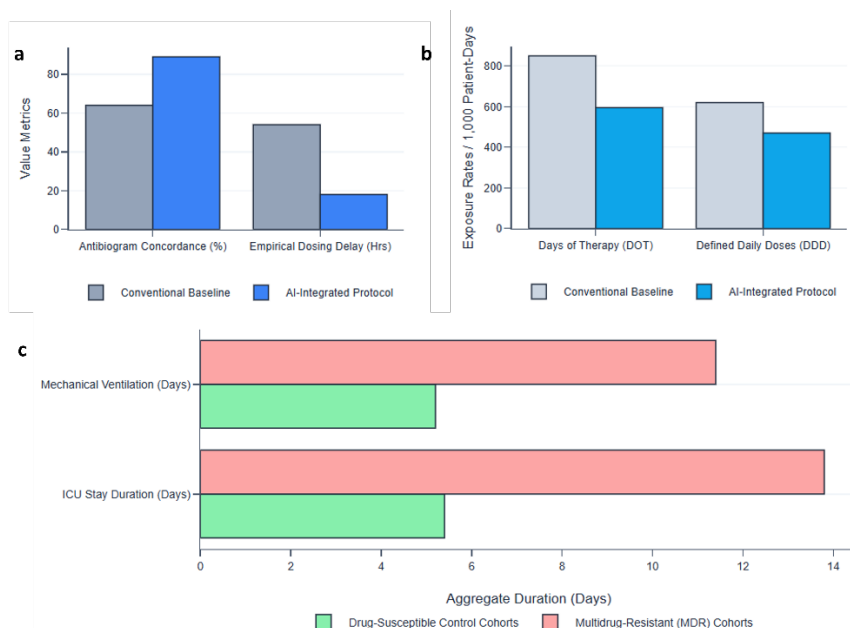 a
Value Metrics
80
60
40
20
0
Antibiogram Concordance (%) Empirical Dosing Delay (Hrs)
Conventional Baseline AI-Integrated Protocol
b
Exposure Rates / 1,000 Patient-Days
800
600
400
200
0
Days of Therapy (DOT) Defined Daily Doses (DDD)
Conventional Baseline AI-Integrated Protocol
c
Mechanical Ventilation (Days)
ICU Stay Duration (Days)
0 2 4 6 8 10 12 14
Aggregate Duration (Days)
Drug-Susceptible Control Cohorts Multidrug-Resistant (MDR) Cohorts